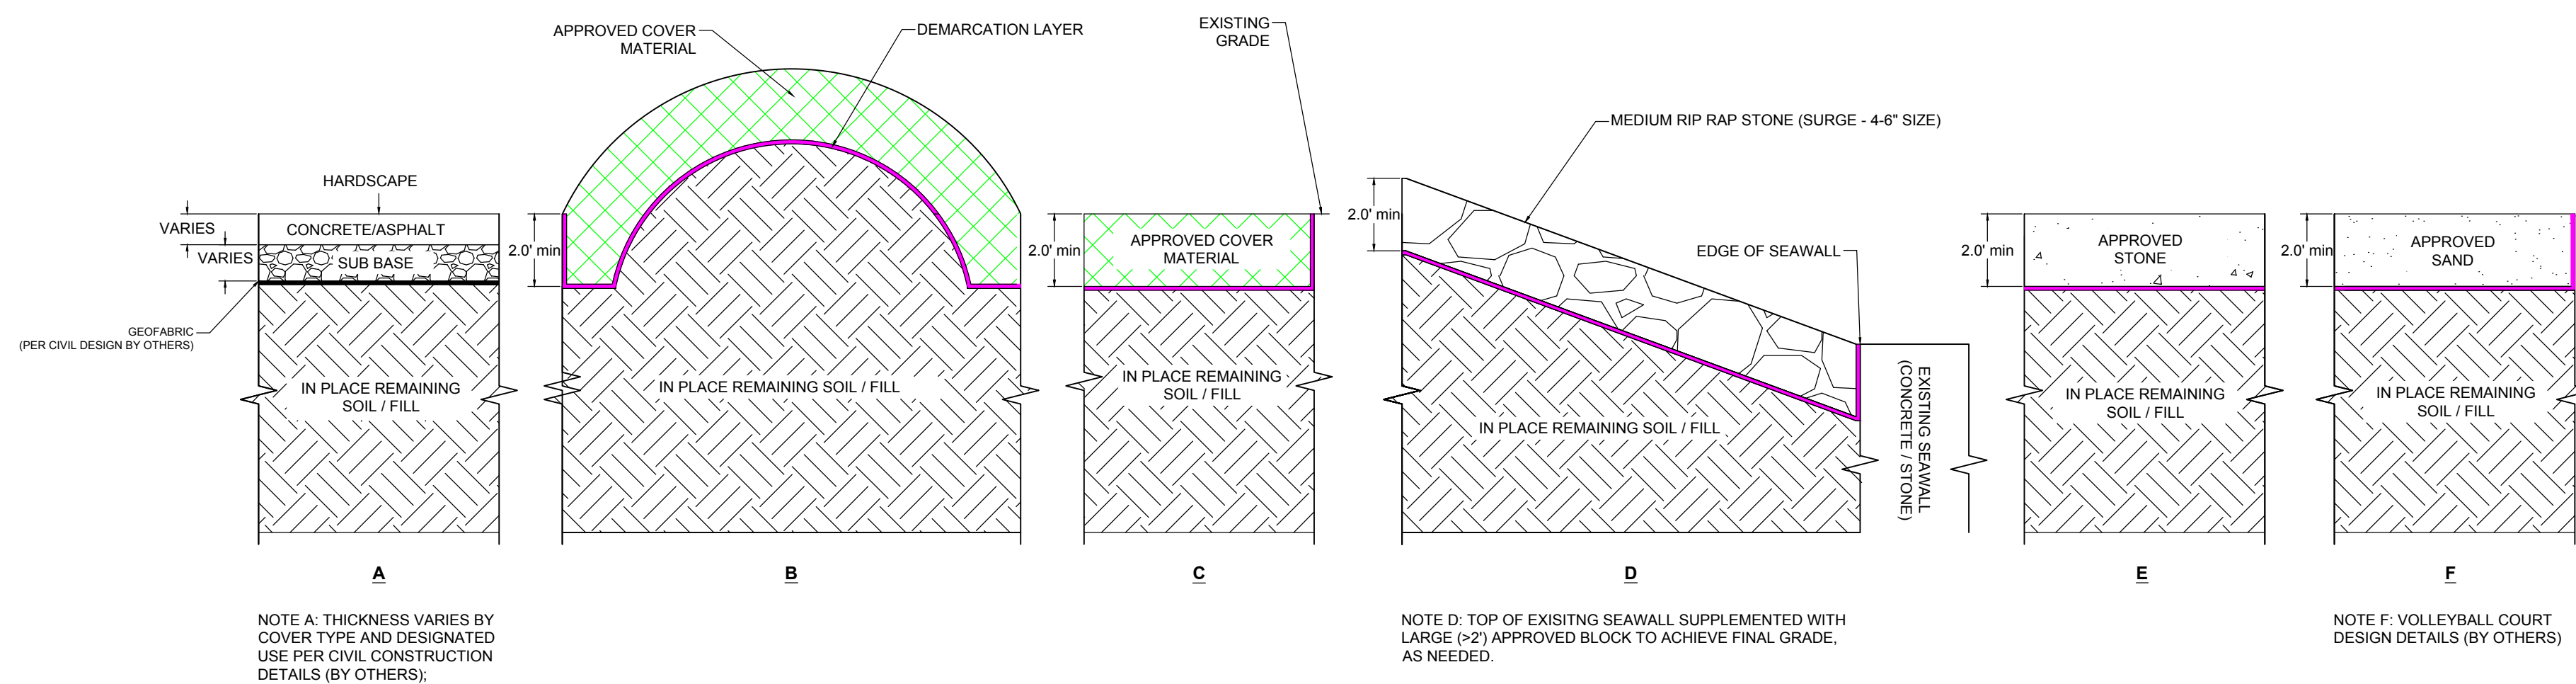 HARDSCAPE
VARIES
CONCRETE/ASPHALT
VARIES
SUB BASE
GEOFABRIC
(PER CIVIL DESIGN BY OTHERS)
IN PLACE REMAINING
SOIL / FILL
A
NOTE A: THICKNESS VARIES BY
COVER TYPE AND DESIGNATED
USE PER CIVIL CONSTRUCTION
DETAILS (BY OTHERS);
APPROVED COVER
MATERIAL
DEMARCATION LAYER
2.0' min
IN PLACE REMAINING SOIL / FILL
B
EXISTING
GRADE
2.0' min
APPROVED COVER
MATERIAL
IN PLACE REMAINING
SOIL / FILL
C
MEDIUM RIP RAP STONE (SURGE - 4-6" SIZE)
2.0' min
EDGE OF SEAWALL
IN PLACE REMAINING SOIL / FILL
EXISTING SEAWALL
(CONCRETE / STONE)
D
NOTE D: TOP OF EXISITNG SEAWALL SUPPLEMENTED WITH
LARGE (>2') APPROVED BLOCK TO ACHIEVE FINAL GRADE,
AS NEEDED.
2.0' min
APPROVED
STONE
IN PLACE REMAINING
SOIL / FILL
E
2.0' min
APPROVED
SAND
IN PLACE REMAINING
SOIL / FILL
F
NOTE F: VOLLEYBALL COURT
DESIGN DETAILS (BY OTHERS)